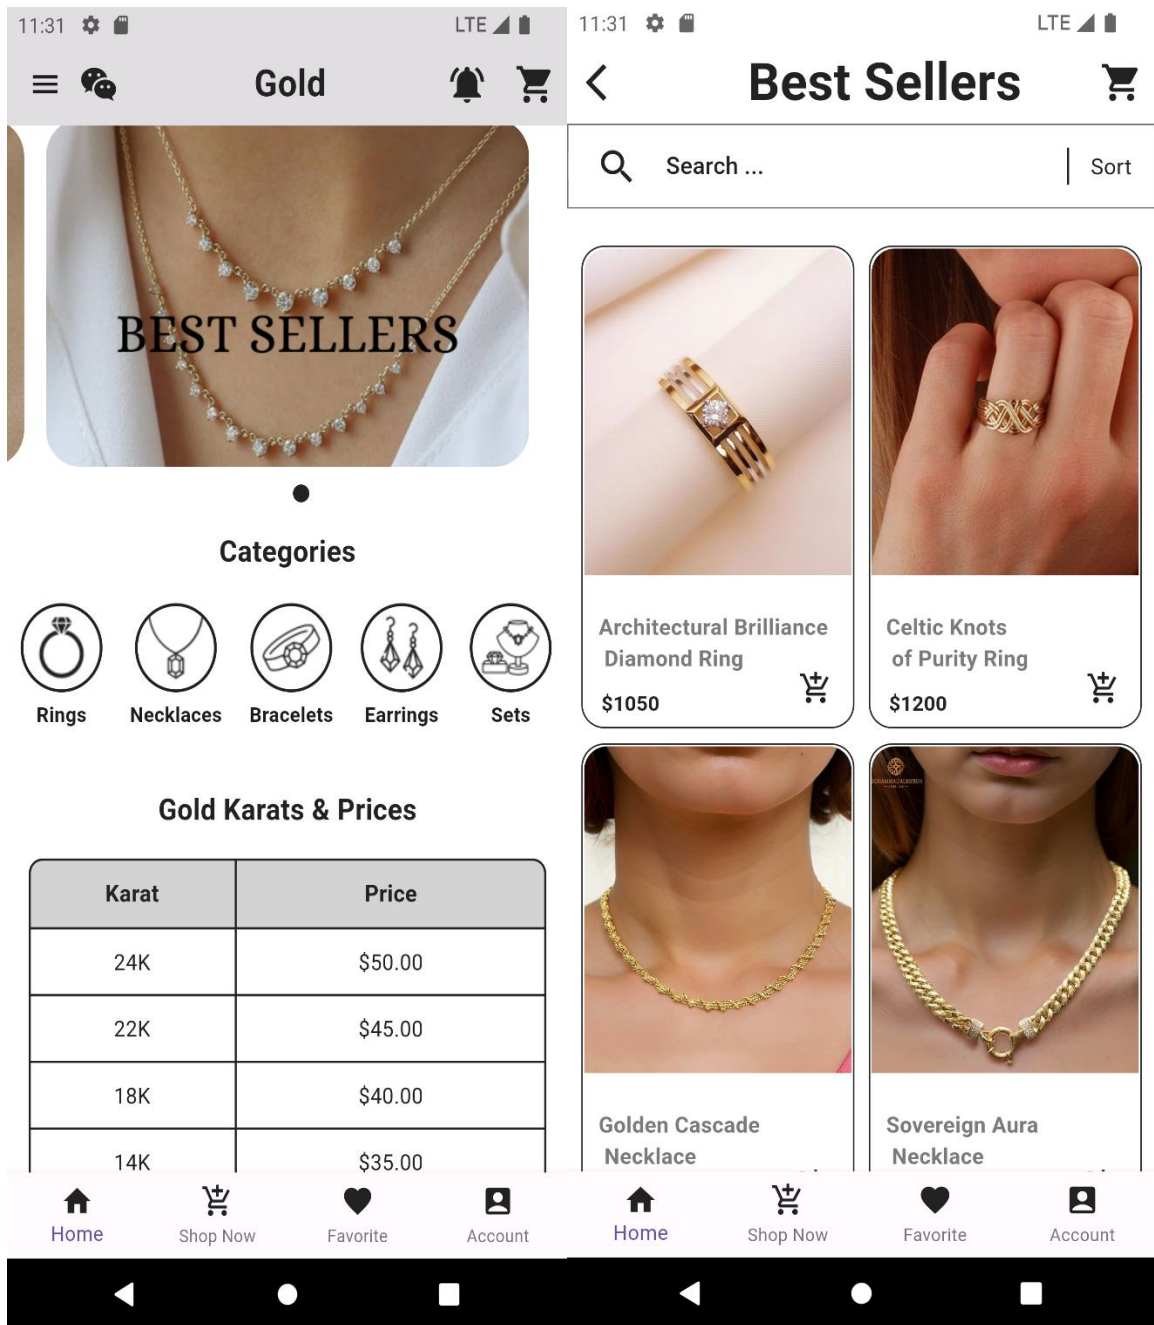 11:31
LTE
Gold
BEST SELLERS
Categories
Rings
Necklaces
Bracelets
Earrings
Sets
Gold Karats & Prices
Karat Price
24K $50.00
22K $45.00
18K $40.00
14K $35.00
Home
Shop Now
Favorite
Account
11:31
LTE
Best Sellers
Search ...
Sort
Architectural Brilliance
Diamond Ring
$1050
Celtic Knots
of Purity Ring
$1200
Golden Cascade
Necklace
Sovereign Aura
Necklace
Home
Shop Now
Favorite
Account